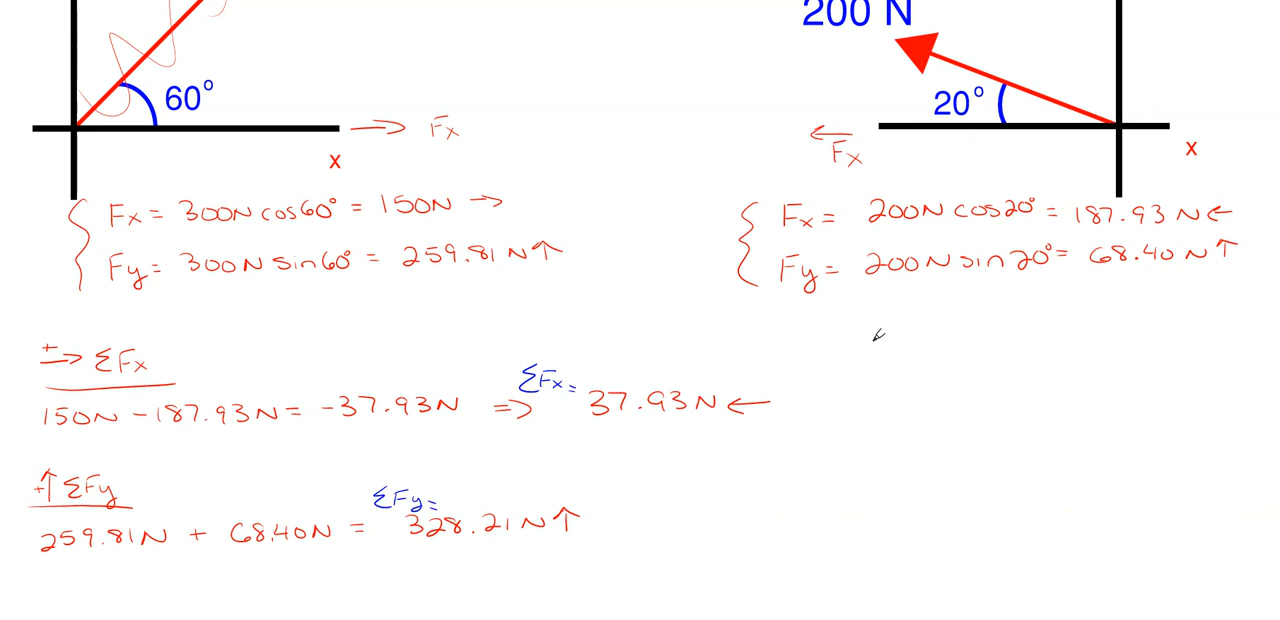 200 N
60°
Fx
x
20°
Fx
x
Fx = 300N cos60° = 150N →
Fy = 300N sin60° = 259.81 N ↑
Fx = 200N cos20° = 187.93 N ←
Fy = 200N sin20° = 68.40 N ↑
+→ ΣFx
150N - 187.93N = -37.93N ⇒ ΣFx = 37.93N ←
+↑ ΣFy
259.81N + 68.40N = ΣFy = 328.21N ↑